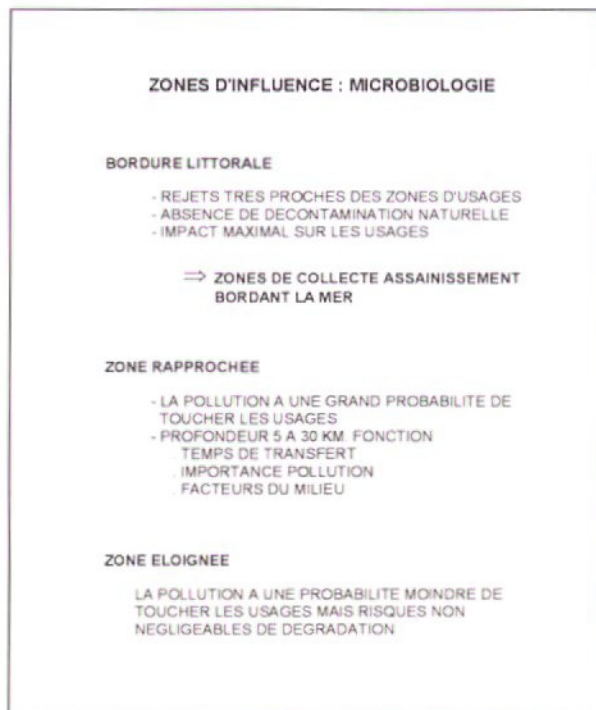 ZONES D'INFLUENCE : MICROBIOLOGIE
BORDURE LITTORALE
- REJETS TRES PROCHES DES ZONES D'USAGES
- ABSENCE DE DECONTAMINATION NATURELLE
- IMPACT MAXIMAL SUR LES USAGES
⇒ ZONES DE COLLECTE ASSAINISSEMENT
BORDANT LA MER
ZONE RAPPROCHEE
- LA POLLUTION A UNE GRAND PROBABILITE DE
TOUCHER LES USAGES
- PROFONDEUR 5 A 30 KM. FONCTION
. TEMPS DE TRANSFERT
. IMPORTANCE POLLUTION
. FACTEURS DU MILIEU
ZONE ELOIGNEE
LA POLLUTION A UNE PROBABILITE MOINDRE DE
TOUCHER LES USAGES MAIS RISQUES NON
NEGLIGEABLES DE DEGRADATION